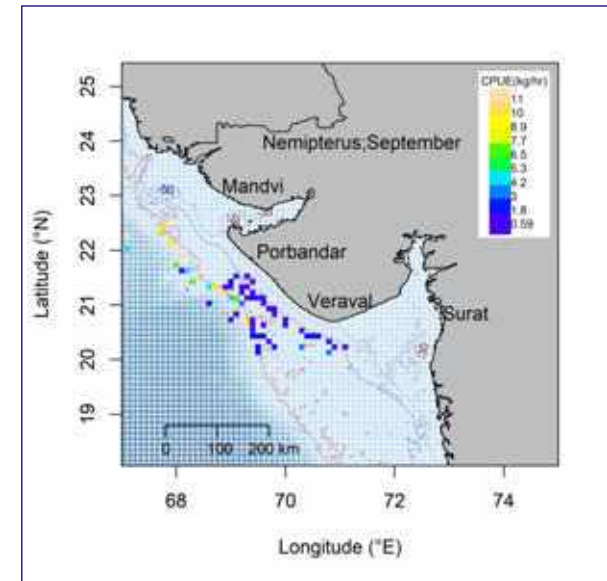 CPUE(kg/hr)
11
10
8.9
7.7
6.5
5.3
4.2
3
1.8
0.59
Nemipterus;September
Mandvi
Porbandar
Veraval
Surat
-50
25
24
23
22
21
20
19
Latitude (°N)
0 100 200 km
68 70 72 74
Longitude (°E)